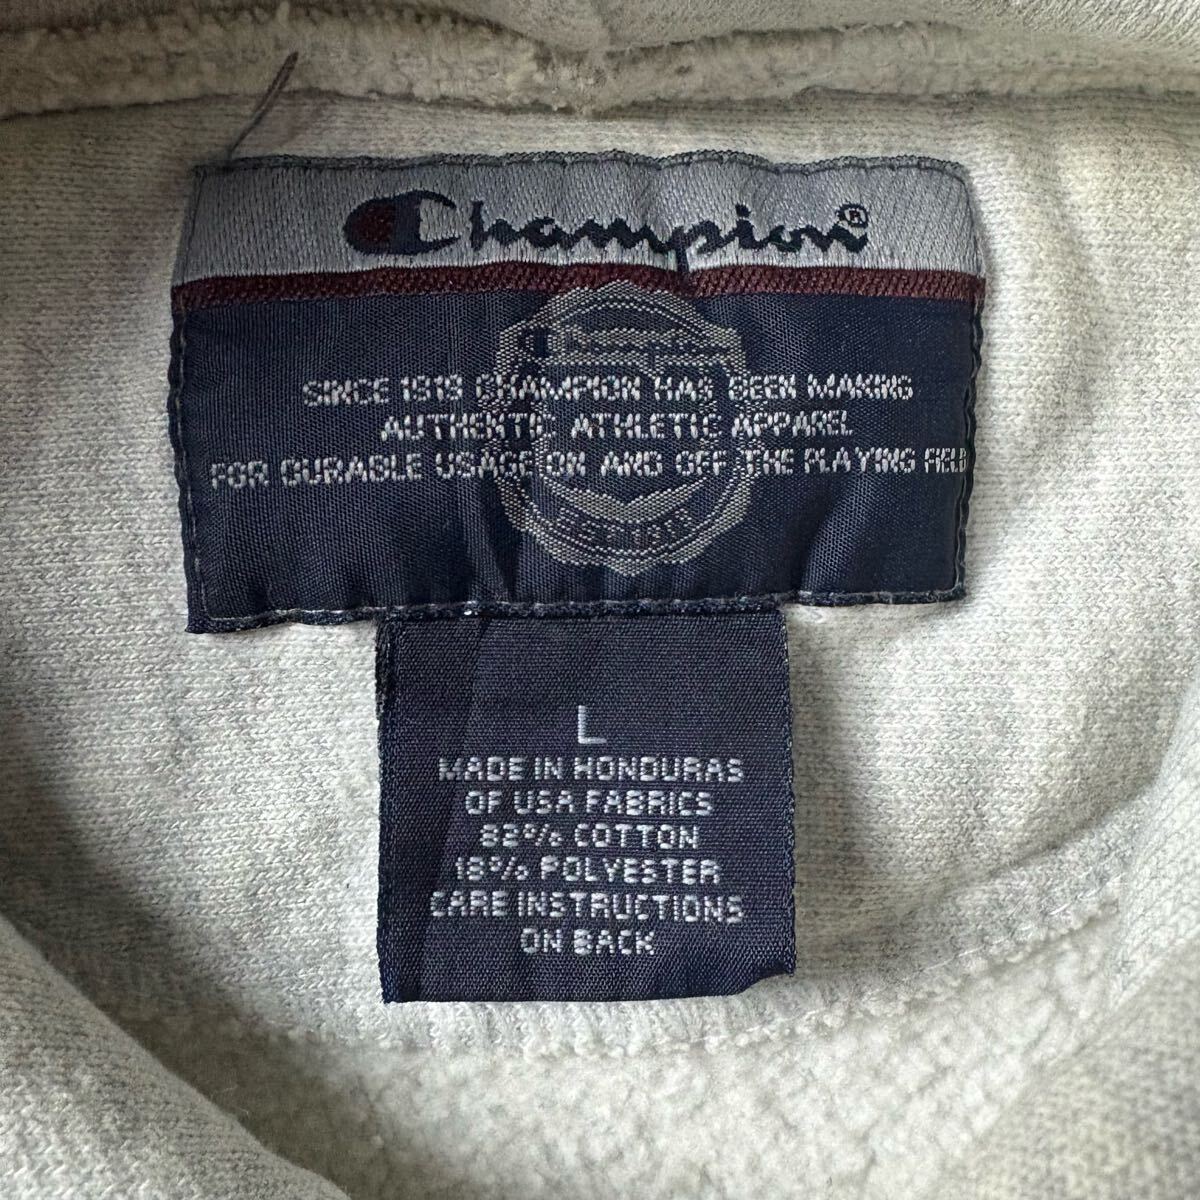 Champion®
Champion
SINCE 1919 CHAMPION HAS BEEN MAKING
AUTHENTIC ATHLETIC APPAREL
FOR DURABLE USAGE ON AND OFF THE PLAYING FIELD
L
MADE IN HONDURAS
OF USA FABRICS
82% COTTON
18% POLYESTER
CARE INSTRUCTIONS
ON BACK